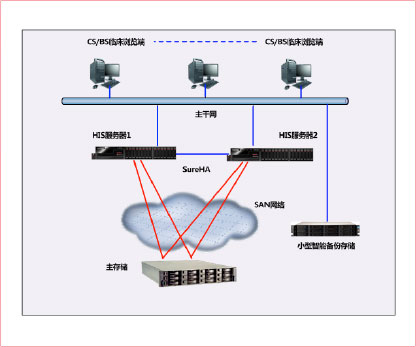 CS/BS临床浏览端
CS/BS临床浏览端
主干网
HIS服务器1
HIS服务器2
SureHA
SAN网络
小型智能备份存储
主存储